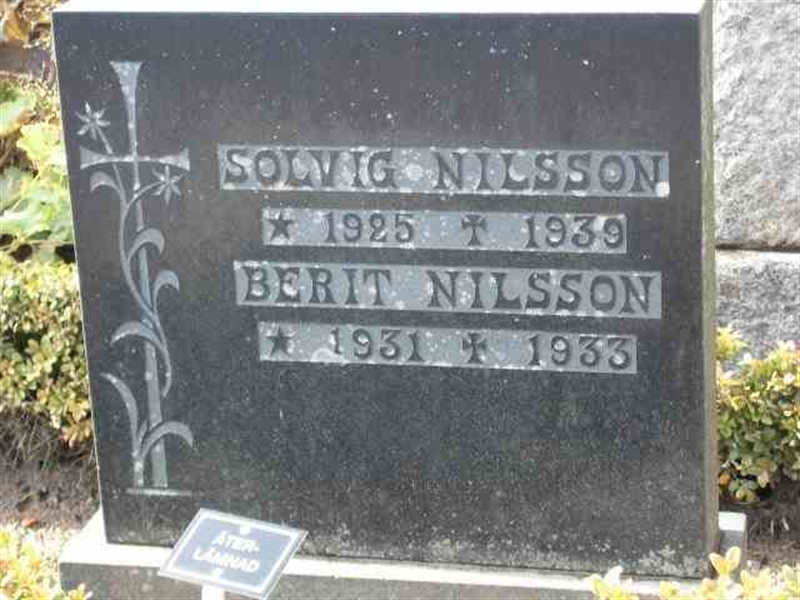 SOLVIG NILSSON
★ 1925 ✝ 1939
BERIT NILSSON
★ 1931 ✝ 1933
ÅTER-
LÄMNAD